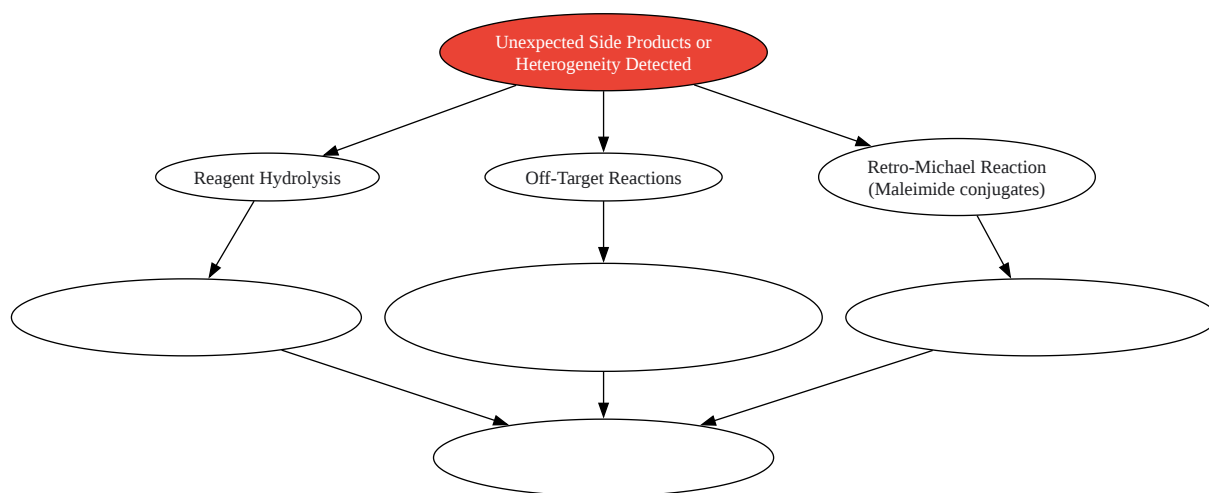 Unexpected Side Products or
Heterogeneity Detected
Reagent Hydrolysis
Off-Target Reactions
Retro-Michael Reaction
(Maleimide conjugates)